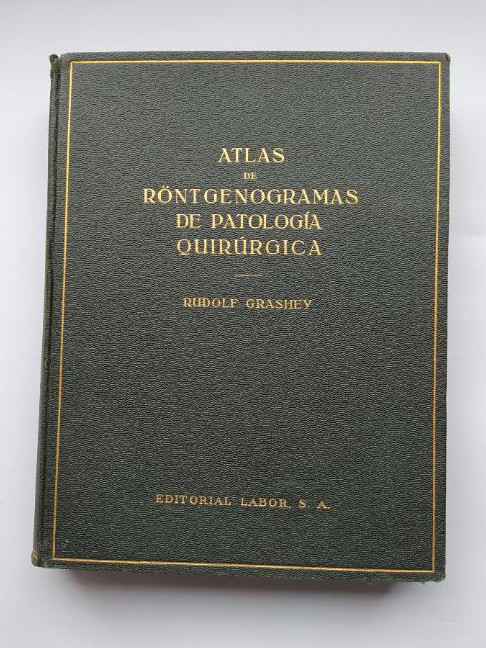 ATLAS
DE
RÖNTGENOGRAMAS
DE PATOLOGÍA
QUIRÚRGICA
RUDOLF GRASHEY
EDITORIAL LABOR, S. A.